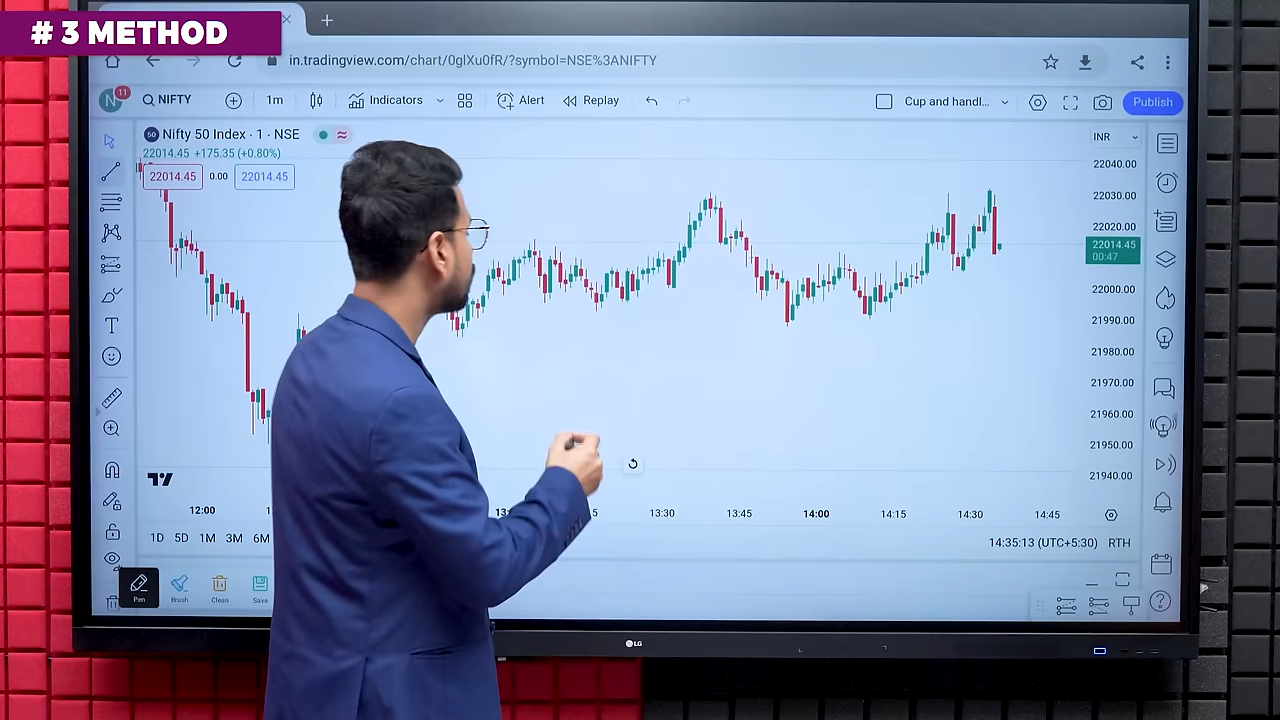 # 3 METHOD
in.tradingview.com/chart/0glXu0fR/?symbol=NSE%3ANIFTY
N 11 NIFTY 1m Indicators Alert Replay Cup and handl... Publish
50 Nifty 50 Index · 1 · NSE
INR
22014.45 +175.35 (+0.80%)
22014.45 0.00 22014.45
22040.00
22030.00
22020.00
22014.45
00:47
22000.00
21990.00
21980.00
21970.00
21960.00
21950.00
21940.00
12:00 13:30 13:45 14:00 14:15 14:30 14:45
1D 5D 1M 3M 6M
14:35:13 (UTC+5:30) RTH
Pen Brush Clean Save
LG